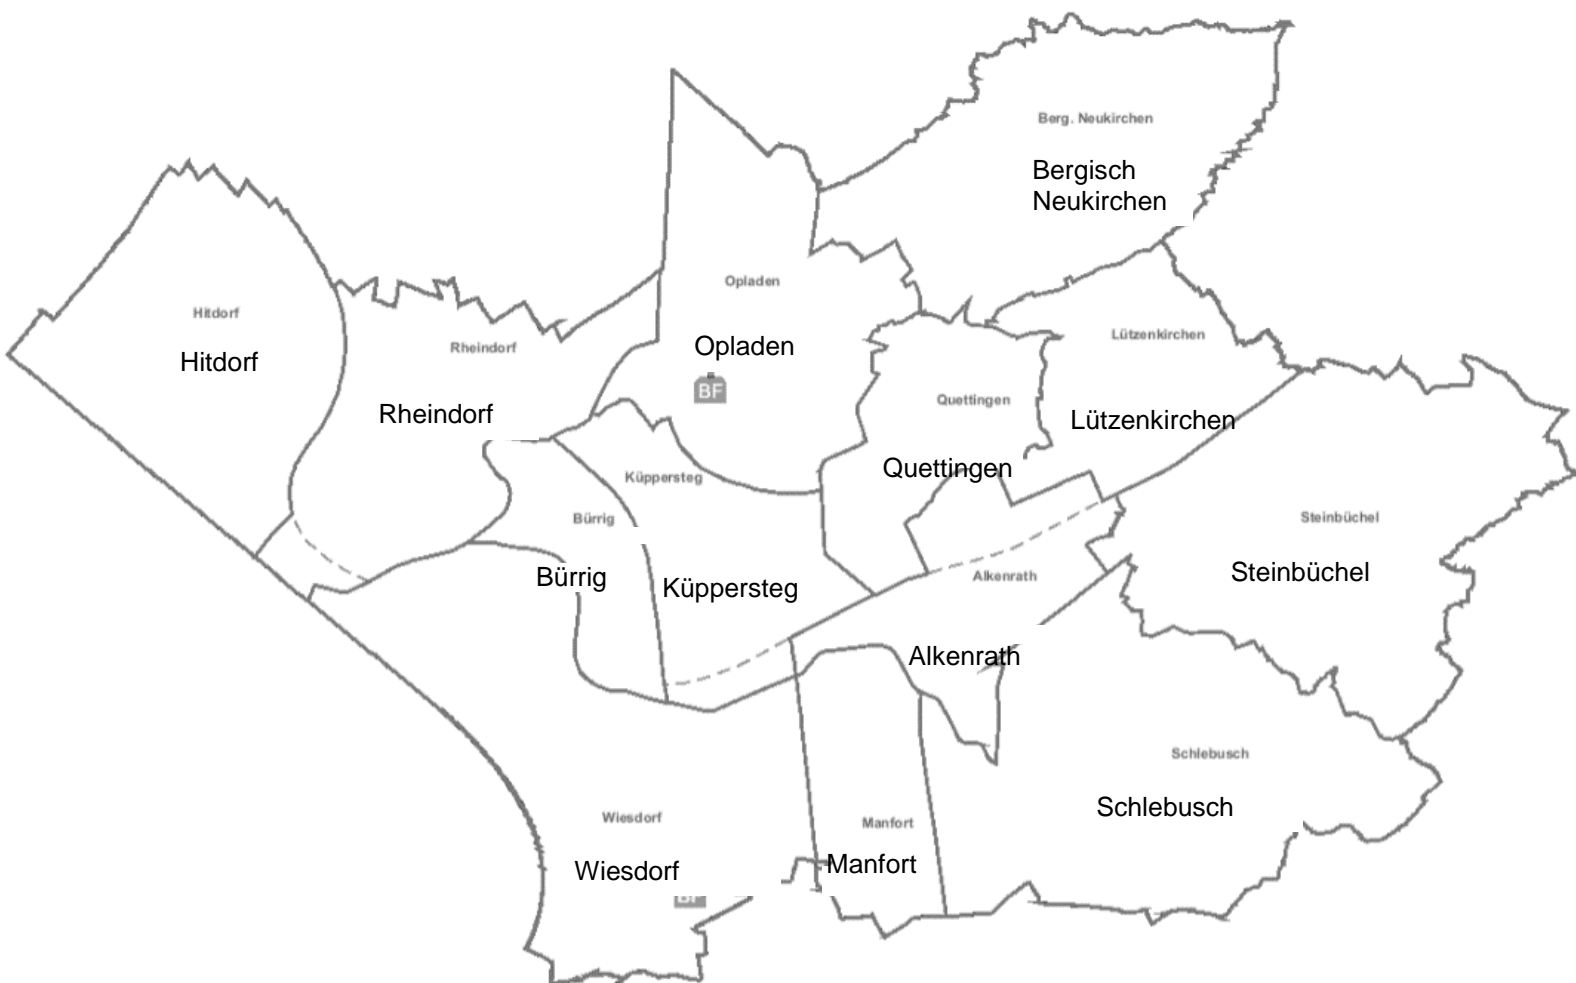 Berg. Neukirchen
Bergisch
Neukirchen
Opladen
Opladen
BF
Hitdorf
Hitdorf
Rheindorf
Rheindorf
Lützenkirchen
Lützenkirchen
Quettingen
Quettingen
Küppersteg
Küppersteg
Bürrig
Bürrig
Steinbüchel
Steinbüchel
Alkenrath
Alkenrath
Schlebusch
Schlebusch
Wiesdorf
Wiesdorf
BF
Manfort
Manfort